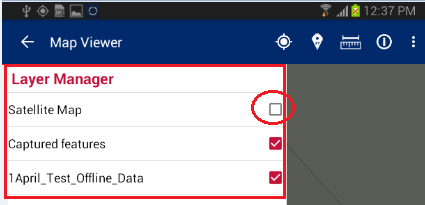 12:37 PM
Map Viewer
Layer Manager
Satellite Map
Captured features
1April_Test_Offline_Data